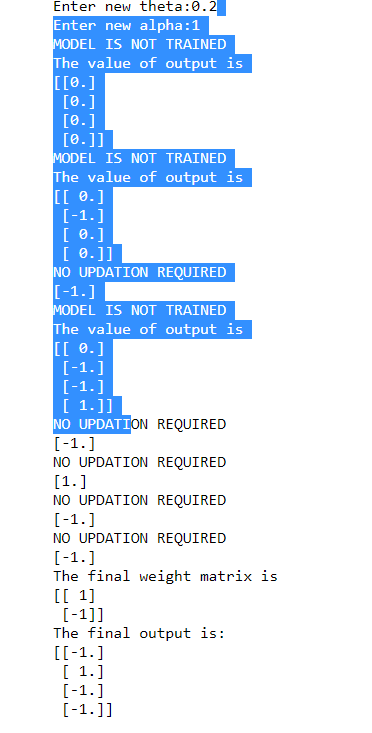 Enter new theta:0.2
Enter new alpha:1
MODEL IS NOT TRAINED
The value of output is
[[0.]
 [0.]
 [0.]
 [0.]]
MODEL IS NOT TRAINED
The value of output is
[[ 0.]
 [-1.]
 [ 0.]
 [ 0.]]
NO UPDATION REQUIRED
[-1.]
MODEL IS NOT TRAINED
The value of output is
[[ 0.]
 [-1.]
 [-1.]
 [ 1.]]
NO UPDATION REQUIRED
[-1.]
NO UPDATION REQUIRED
[1.]
NO UPDATION REQUIRED
[-1.]
NO UPDATION REQUIRED
[-1.]
The final weight matrix is
[[ 1]
 [-1]]
The final output is:
[[-1.]
 [ 1.]
 [-1.]
 [-1.]]